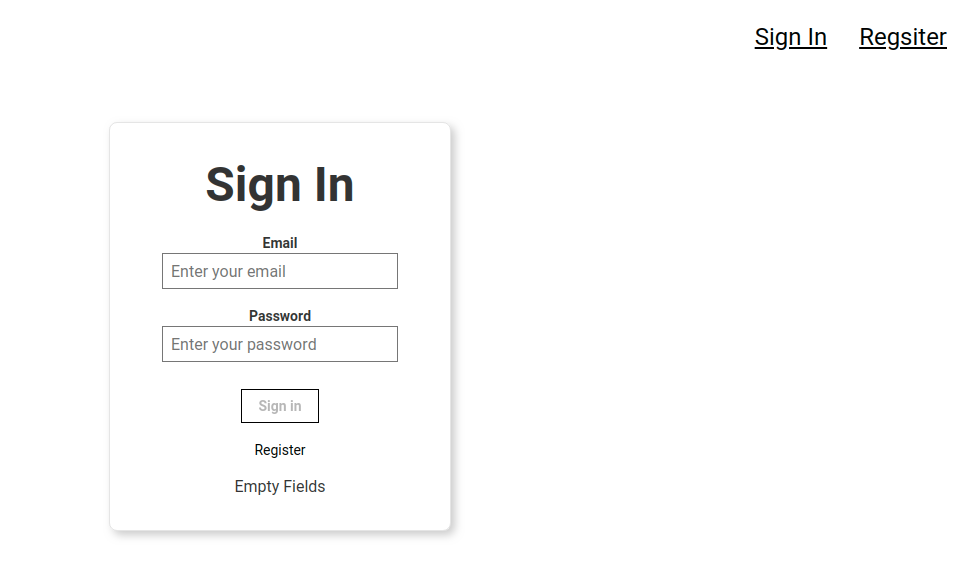 Sign In Regsiter
Sign In
Email
Enter your email
Password
Enter your password
Sign in
Register
Empty Fields